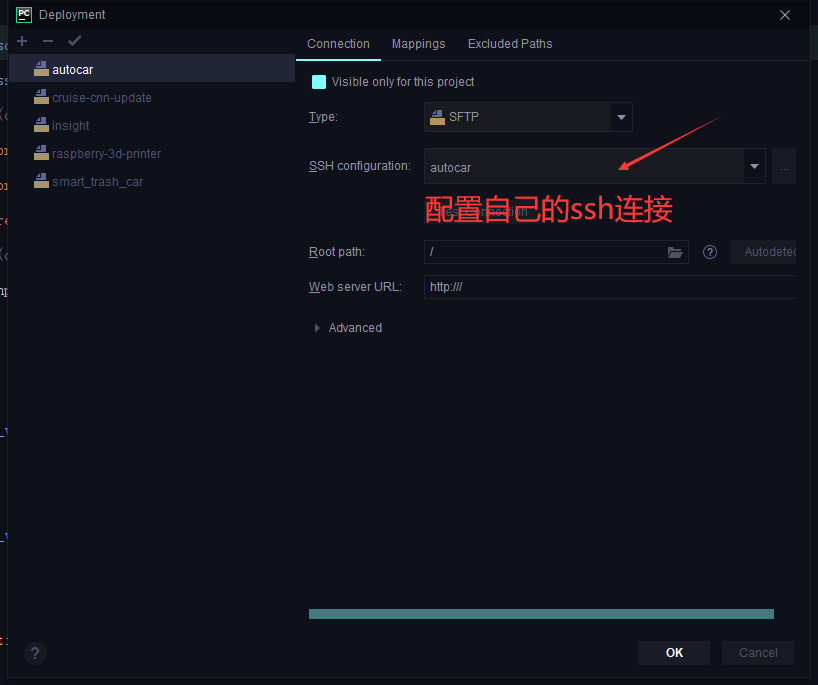 PC Deployment
autocar
cruise-cnn-update
insight
raspberry-3d-printer
smart_trash_car
Connection Mappings Excluded Paths
Visible only for this project
Type: SFTP
SSH configuration: autocar ...
配置自己的ssh连接
Root path: / ? Autodetec
Web server URL: http:///
Advanced
? OK Cancel